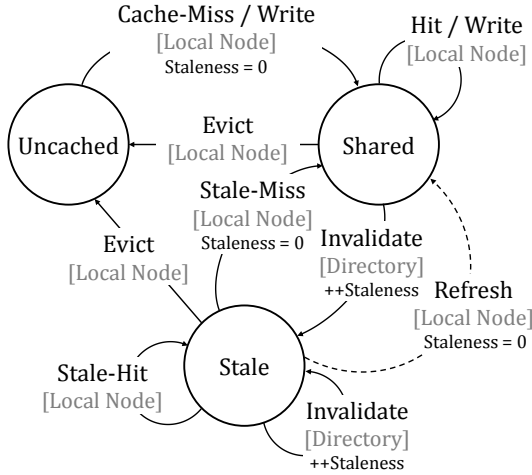 Cache-Miss / Write
[Local Node]
Staleness = 0
Hit / Write
[Local Node]
Uncached
Evict
[Local Node]
Shared
Stale-Miss
[Local Node]
Staleness = 0
Evict
[Local Node]
Invalidate
[Directory]
++Staleness
Refresh
[Local Node]
Staleness = 0
Stale-Hit
[Local Node]
Stale
Invalidate
[Directory]
++Staleness